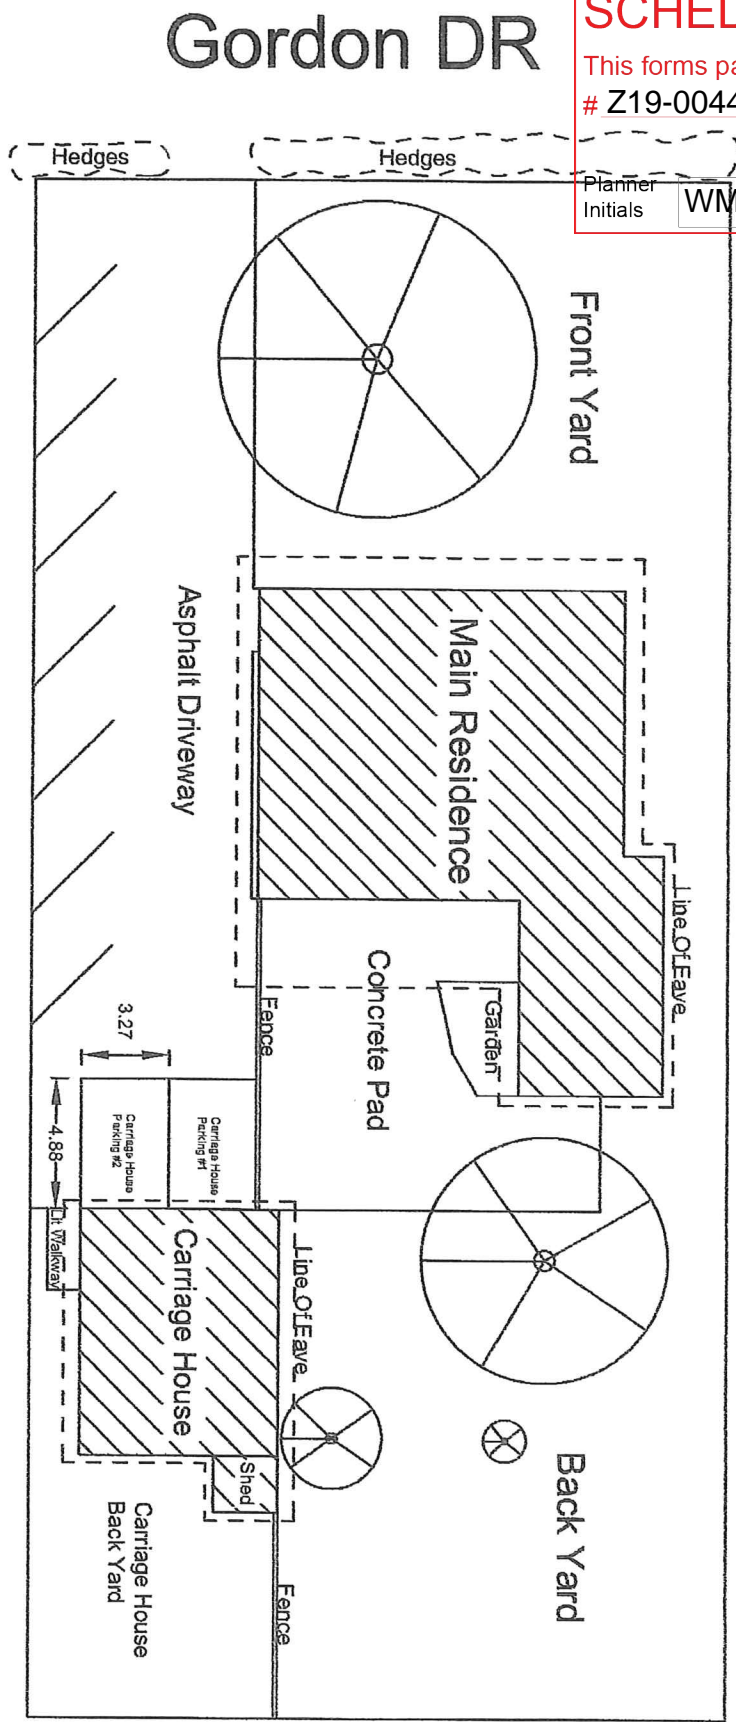 Gordon DR
SCHED
This forms pa
# Z19-0044
Planner
Initials
WM
Hedges
Hedges
Front Yard
Asphalt Driveway
Main Residence
Line Of Eave
Concrete Pad
Garden
Fence
3.27
4.88
Carriage House
Parking #2
Carriage House
Parking #1
Lit Walkway
Carriage House
Line Of Eave
Shed
Back Yard
Carriage House
Back Yard
Fence